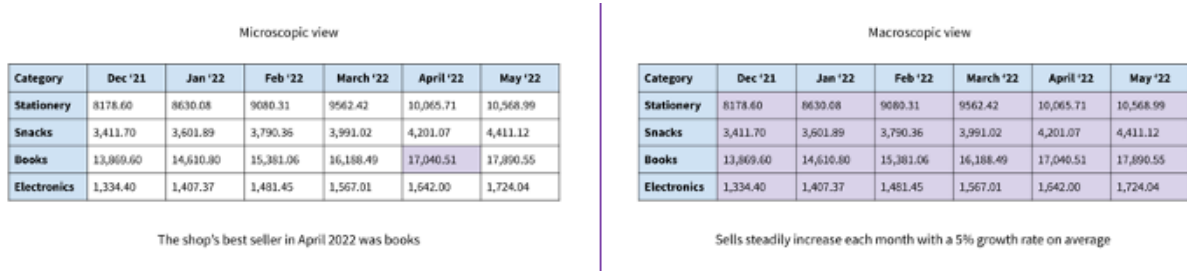 Microscopic view
Category Dec ‘21 Jan ‘22 Feb ‘22 March ‘22 April ‘22 May ‘22
Stationery 8178.60 8630.08 9080.31 9562.42 10,065.71 10,568.99
Snacks 3,411.70 3,601.89 3,790.36 3,991.02 4,201.07 4,411.12
Books 13,869.60 14,610.80 15,381.06 16,188.49 17,040.51 17,890.55
Electronics 1,334.40 1,407.37 1,481.45 1,567.01 1,642.00 1,724.04
The shop's best seller in April 2022 was books
Macroscopic view
Category Dec ‘21 Jan ‘22 Feb ‘22 March ‘22 April ‘22 May ‘22
Stationery 8178.60 8630.08 9080.31 9562.42 10,065.71 10,568.99
Snacks 3,411.70 3,601.89 3,790.36 3,991.02 4,201.07 4,411.12
Books 13,869.60 14,610.80 15,381.06 16,188.49 17,040.51 17,890.55
Electronics 1,334.40 1,407.37 1,481.45 1,567.01 1,642.00 1,724.04
Sells steadily increase each month with a 5% growth rate on average